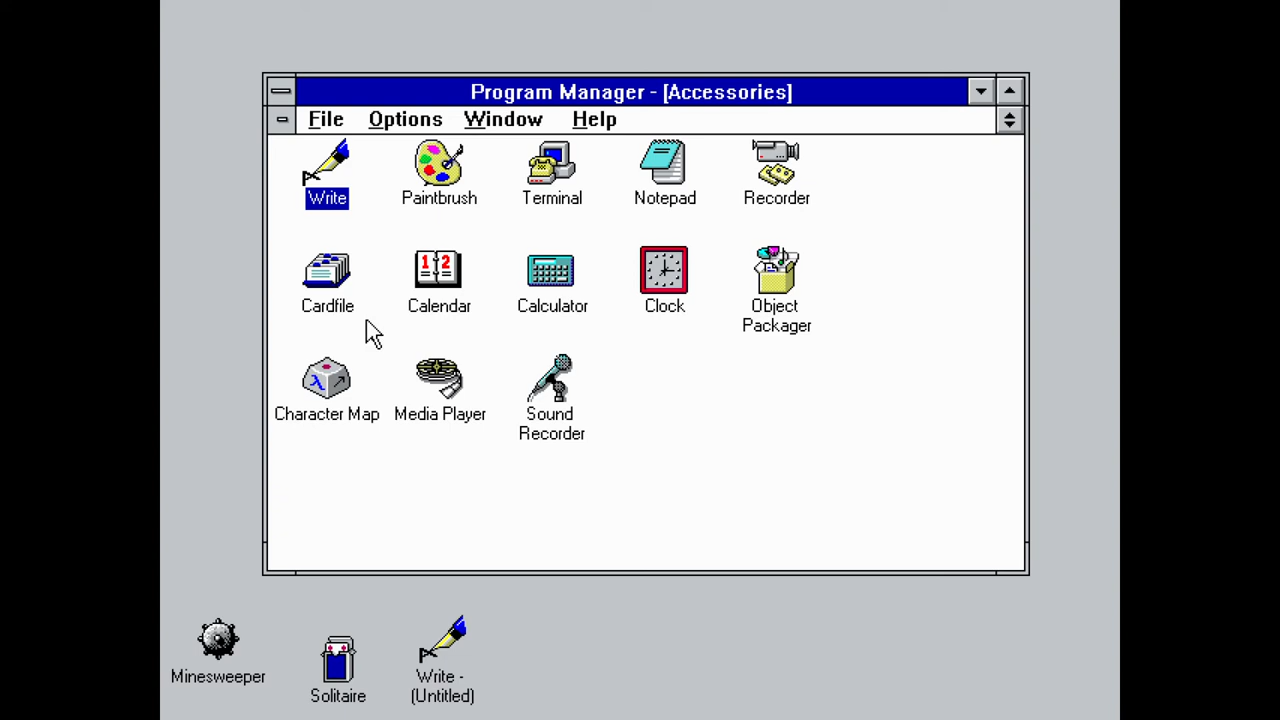 Program Manager - [Accessories]
File Options Window Help
Write Paintbrush Terminal Notepad Recorder
Cardfile Calendar Calculator Clock Object
Packager
Character Map Media Player Sound
Recorder
Minesweeper Solitaire Write -
(Untitled)